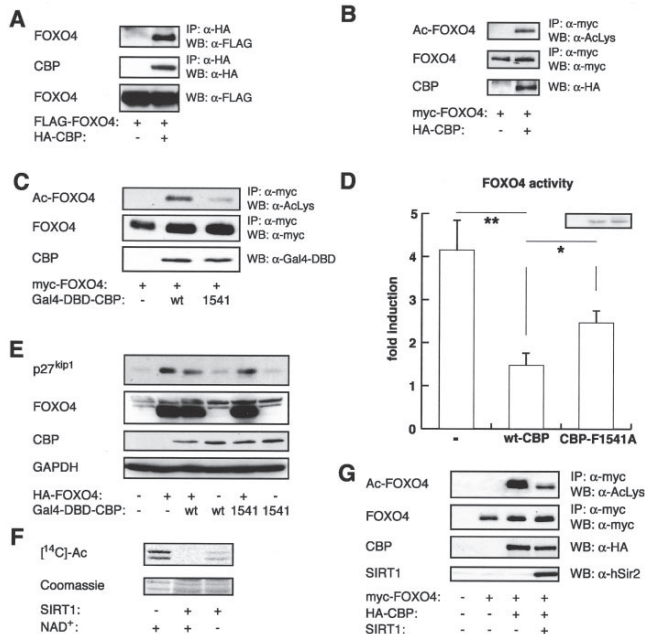 A
FOXO4 IP: α-HA WB: α-FLAG
CBP IP: α-HA WB: α-HA
FOXO4 WB: α-FLAG
FLAG-FOXO4: + +
HA-CBP: - +
B
Ac-FOXO4 IP: α-myc WB: α-AcLys
FOXO4 IP: α-myc WB: α-myc
CBP WB: α-HA
myc-FOXO4: + +
HA-CBP: - +
C
Ac-FOXO4 IP: α-myc WB: α-AcLys
FOXO4 IP: α-myc WB: α-myc
CBP WB: α-Gal4-DBD
myc-FOXO4: + + +
Gal4-DBD-CBP: - wt 1541
D
FOXO4 activity
fold induction
5
4
3
2
1
0
** 
*
- wt-CBP CBP-F1541A
E
p27kip1
FOXO4
CBP
GAPDH
HA-FOXO4: - + + - + -
Gal4-DBD-CBP: - - wt wt 1541 1541
F
[14C]-Ac
Coomassie
SIRT1: - + +
NAD+: + + -
G
Ac-FOXO4 IP: α-myc WB: α-AcLys
FOXO4 IP: α-myc WB: α-myc
CBP WB: α-HA
SIRT1 WB: α-hSir2
myc-FOXO4: - + + +
HA-CBP: - - + +
SIRT1: - - - +